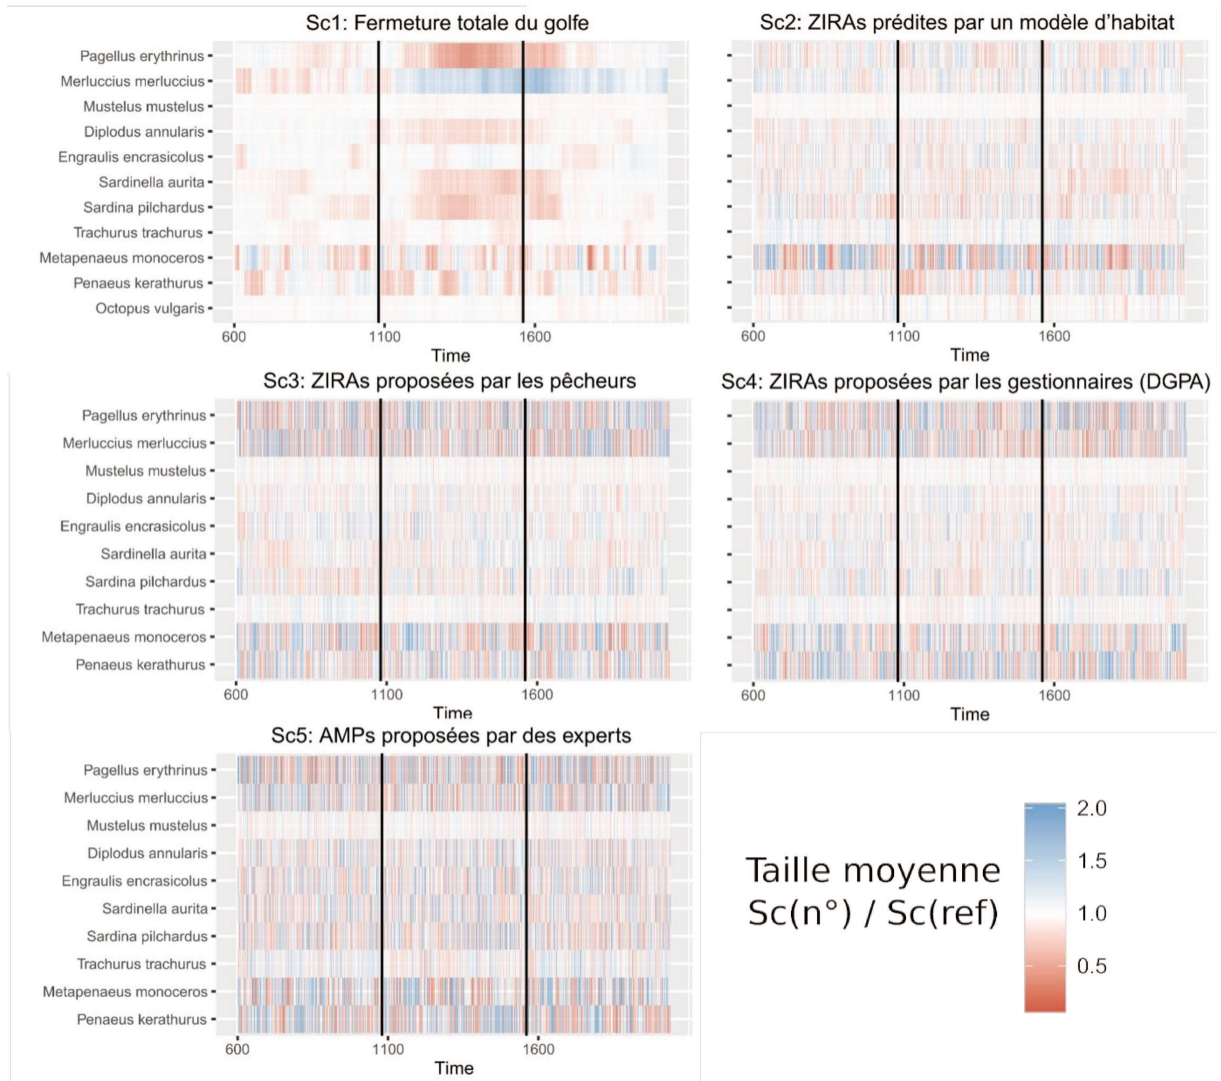 Sc1: Fermeture totale du golfe
Pagellus erythrinus
Merluccius merluccius
Mustelus mustelus
Diplodus annularis
Engraulis encrasicolus
Sardinella aurita
Sardina pilchardus
Trachurus trachurus
Metapenaeus monoceros
Penaeus kerathurus
Octopus vulgaris
600 1100 1600
Time
Sc2: ZIRAs prédites par un modèle d'habitat
600 1100 1600
Time
Sc3: ZIRAs proposées par les pêcheurs
Pagellus erythrinus
Merluccius merluccius
Mustelus mustelus
Diplodus annularis
Engraulis encrasicolus
Sardinella aurita
Sardina pilchardus
Trachurus trachurus
Metapenaeus monoceros
Penaeus kerathurus
600 1100 1600
Time
Sc4: ZIRAs proposées par les gestionnaires (DGPA)
600 1100 1600
Time
Sc5: AMPs proposées par des experts
Pagellus erythrinus
Merluccius merluccius
Mustelus mustelus
Diplodus annularis
Engraulis encrasicolus
Sardinella aurita
Sardina pilchardus
Trachurus trachurus
Metapenaeus monoceros
Penaeus kerathurus
600 1100 1600
Time
Taille moyenne
Sc(n°) / Sc(ref)
2.0
1.5
1.0
0.5